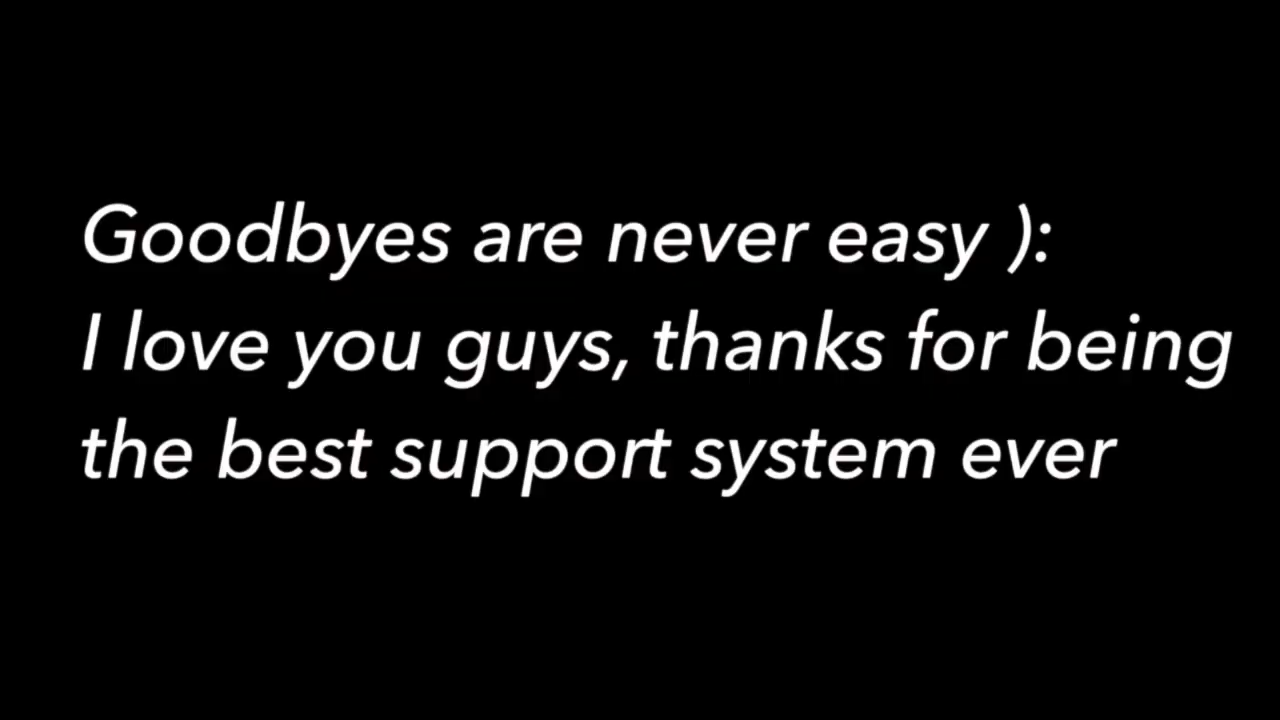 Goodbyes are never easy ):
I love you guys, thanks for being
the best support system ever